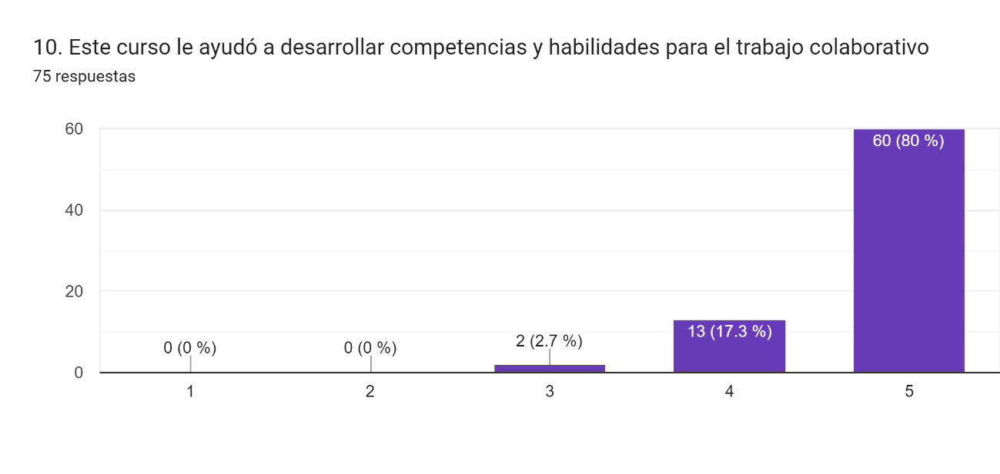 10. Este curso le ayudó a desarrollar competencias y habilidades para el trabajo colaborativo
75 respuestas
60
60 (80 %)
40
20
13 (17.3 %)
2 (2.7 %)
0 (0 %) 0 (0 %)
0
1 2 3 4 5